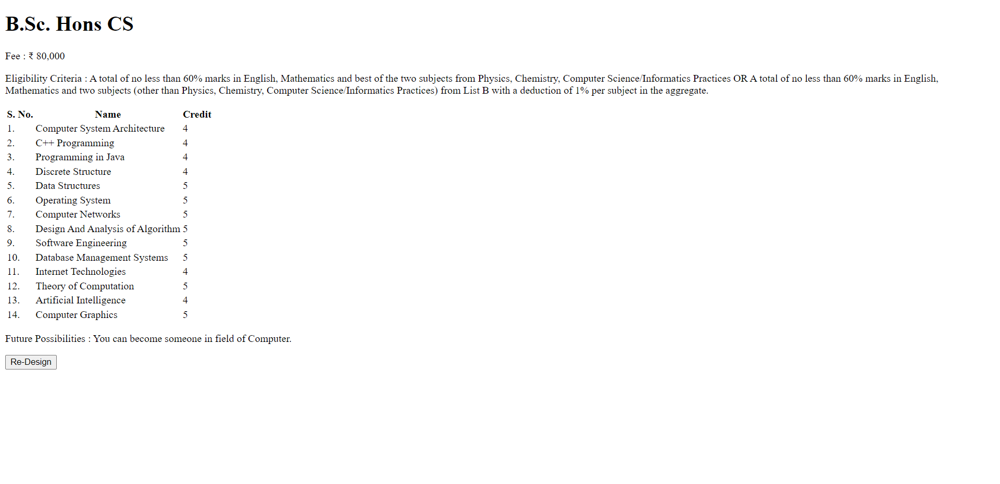 B.Sc. Hons CS
Fee : ₹ 80,000
Eligibility Criteria : A total of no less than 60% marks in English, Mathematics and best of the two subjects from Physics, Chemistry, Computer Science/Informatics Practices OR A total of no less than 60% marks in English,
Mathematics and two subjects (other than Physics, Chemistry, Computer Science/Informatics Practices) from List B with a deduction of 1% per subject in the aggregate.
S. No. Name Credit
1. Computer System Architecture 4
2. C++ Programming 4
3. Programming in Java 4
4. Discrete Structure 4
5. Data Structures 5
6. Operating System 5
7. Computer Networks 5
8. Design And Analysis of Algorithm 5
9. Software Engineering 5
10. Database Management Systems 5
11. Internet Technologies 4
12. Theory of Computation 5
13. Artificial Intelligence 4
14. Computer Graphics 5
Future Possibilities : You can become someone in field of Computer.
Re-Design